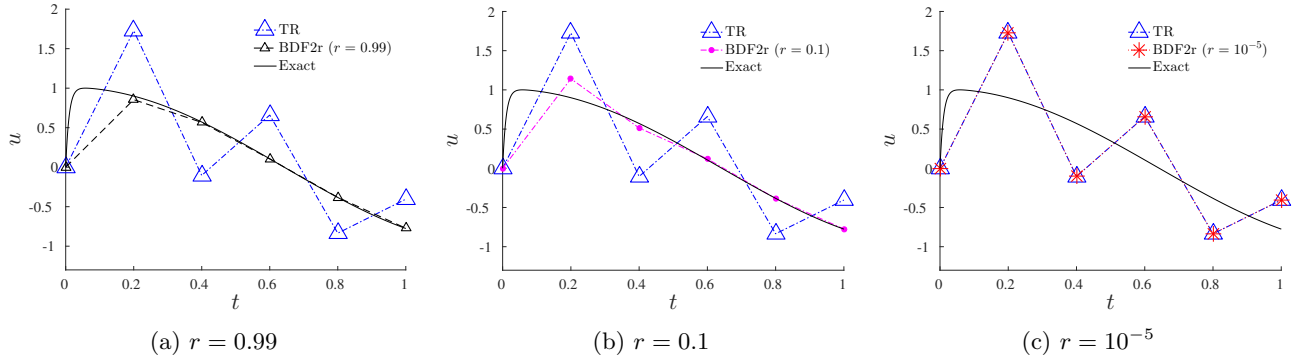 2
1.5
1
0.5
0
-0.5
-1
u
0 0.2 0.4 0.6 0.8 1
t
TR
BDF2r (r = 0.99)
Exact
(a) r = 0.99
2
1.5
1
0.5
0
-0.5
-1
u
0 0.2 0.4 0.6 0.8 1
t
TR
BDF2r (r = 0.1)
Exact
(b) r = 0.1
2
1.5
1
0.5
0
-0.5
-1
u
0 0.2 0.4 0.6 0.8 1
t
TR
BDF2r (r = 10⁻⁵)
Exact
(c) r = 10⁻⁵